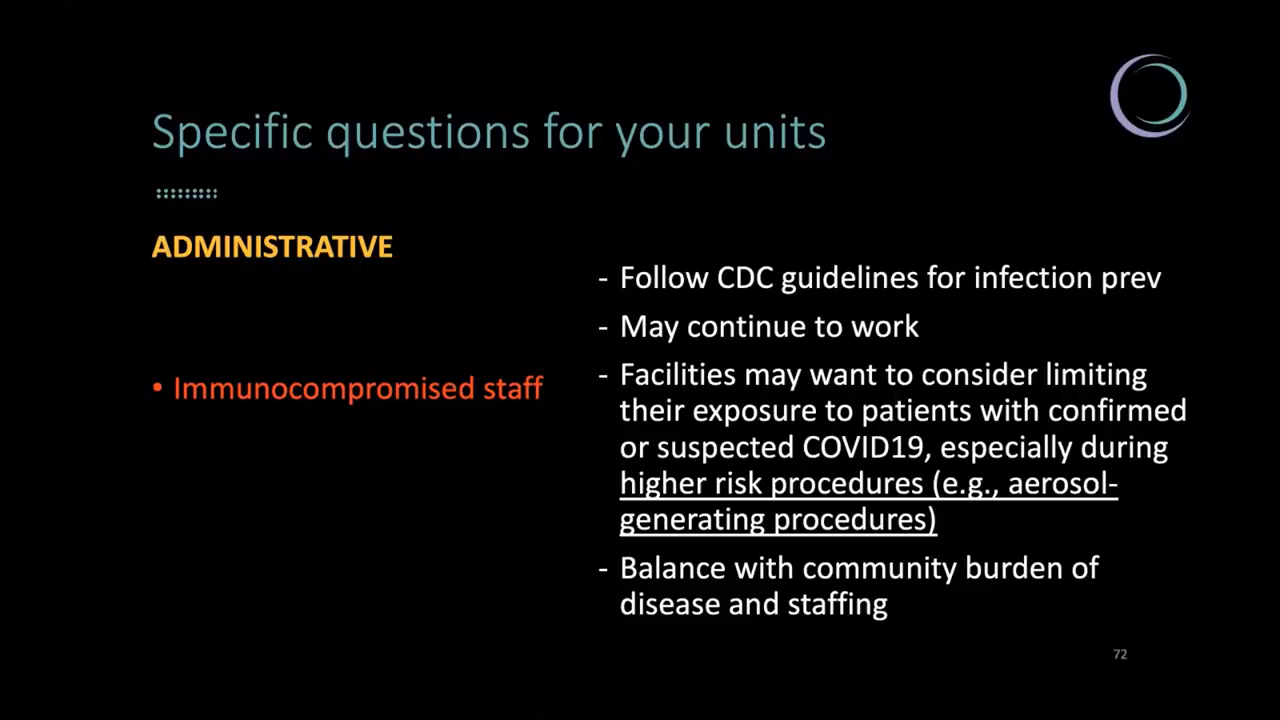 Specific questions for your units
ADMINISTRATIVE
• Immunocompromised staff
- Follow CDC guidelines for infection prev
- May continue to work
- Facilities may want to consider limiting
their exposure to patients with confirmed
or suspected COVID19, especially during
higher risk procedures (e.g., aerosol-
generating procedures)
- Balance with community burden of
disease and staffing
72